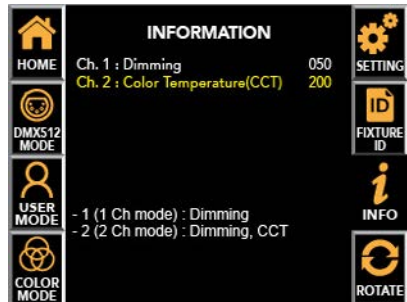 INFORMATION
HOME
Ch. 1 : Dimming 050
Ch. 2 : Color Temperature(CCT) 200
SETTING
DMX512
MODE
ID
FIXTURE
ID
USER
MODE
- 1 (1 Ch mode) : Dimming
- 2 (2 Ch mode) : Dimming, CCT
i
INFO
COLOR
MODE
ROTATE